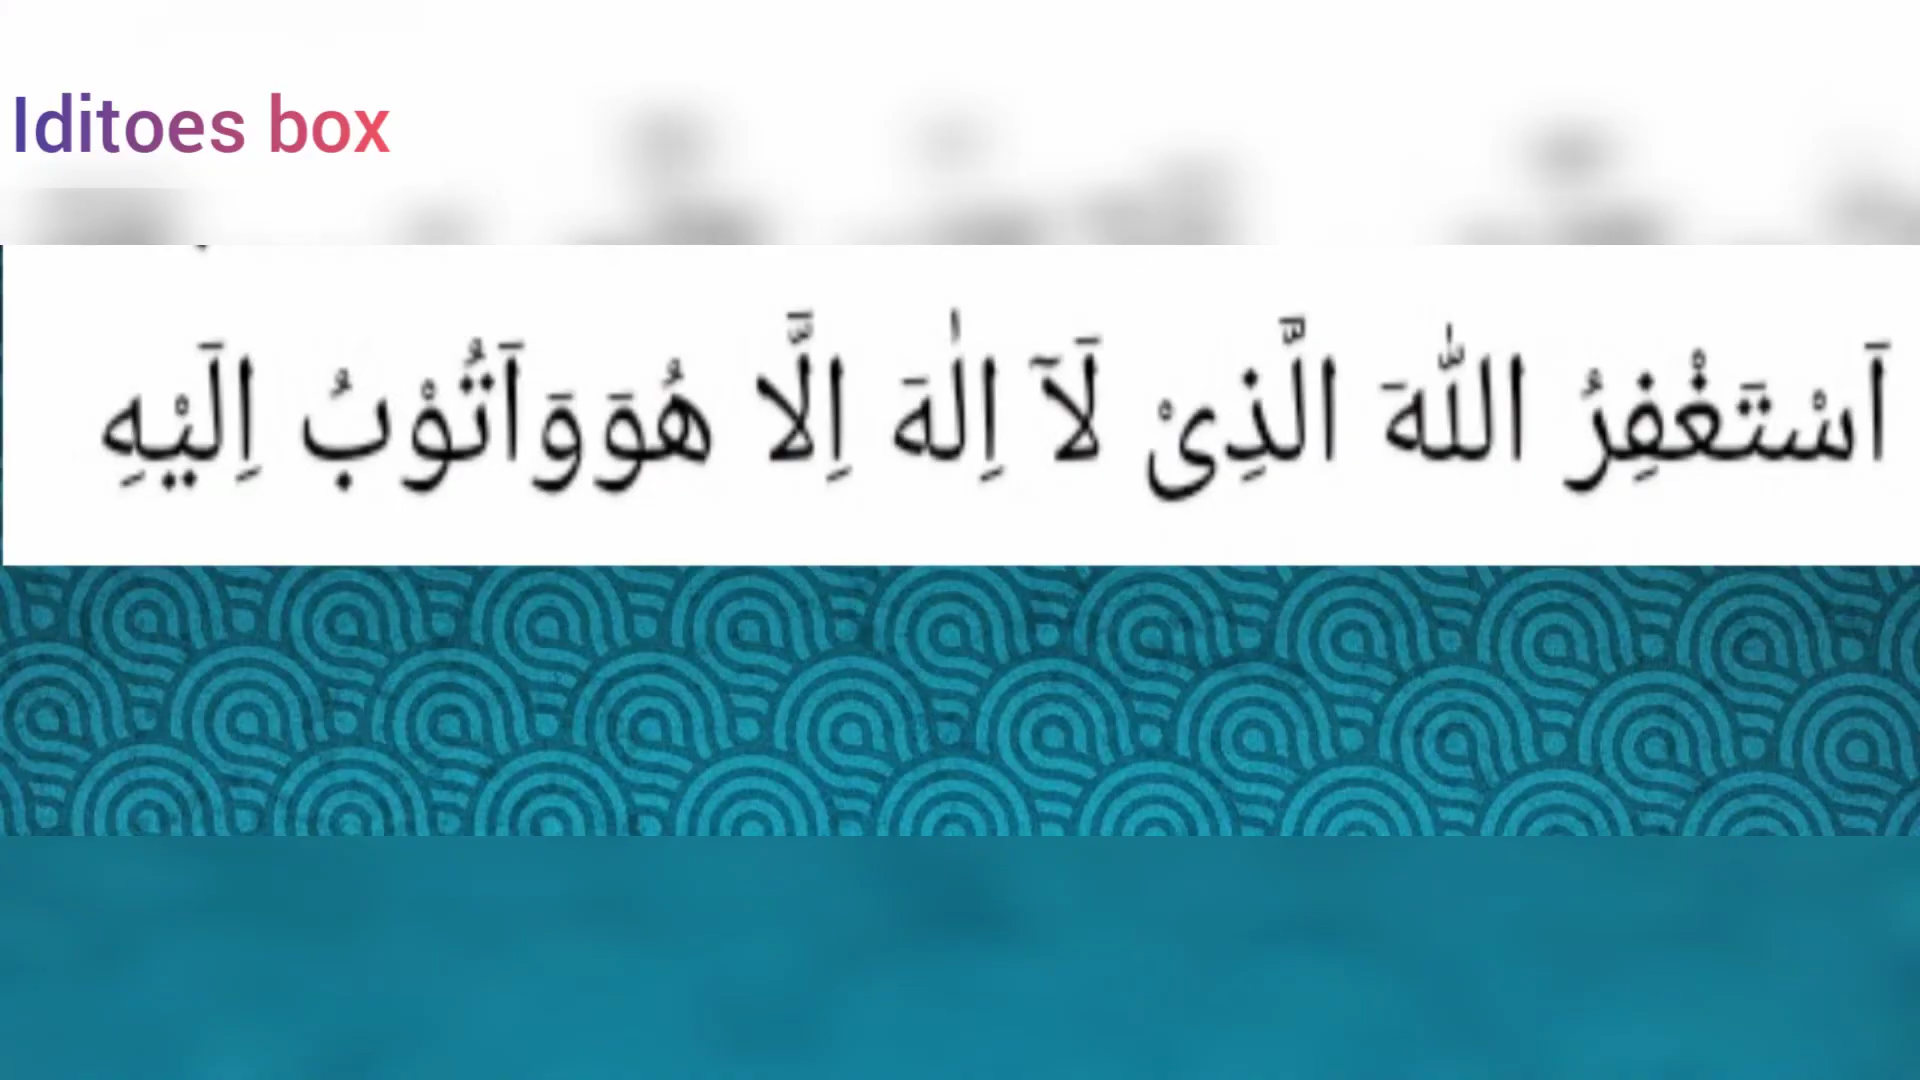 Iditoes box
اَسْتَغْفِرُ اللّٰهَ الَّذِىْ لَآ اِلٰهَ اِلَّا هُوَوَاَتُوْبُ اِلَيْهِ